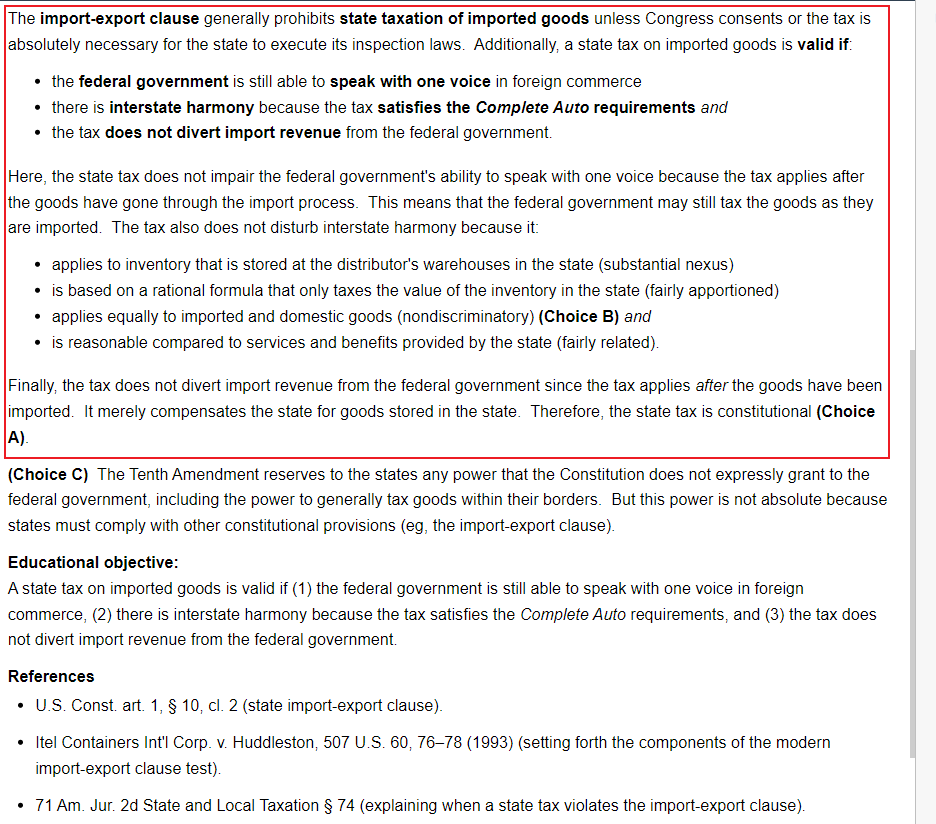 The import-export clause generally prohibits state taxation of imported goods unless Congress consents or the tax is
absolutely necessary for the state to execute its inspection laws.  Additionally, a state tax on imported goods is valid if:
• the federal government is still able to speak with one voice in foreign commerce
• there is interstate harmony because the tax satisfies the Complete Auto requirements and
• the tax does not divert import revenue from the federal government.
Here, the state tax does not impair the federal government's ability to speak with one voice because the tax applies after
the goods have gone through the import process.  This means that the federal government may still tax the goods as they
are imported.  The tax also does not disturb interstate harmony because it:
• applies to inventory that is stored at the distributor's warehouses in the state (substantial nexus)
• is based on a rational formula that only taxes the value of the inventory in the state (fairly apportioned)
• applies equally to imported and domestic goods (nondiscriminatory) (Choice B) and
• is reasonable compared to services and benefits provided by the state (fairly related).
Finally, the tax does not divert import revenue from the federal government since the tax applies after the goods have been
imported.  It merely compensates the state for goods stored in the state.  Therefore, the state tax is constitutional (Choice
A).
(Choice C)  The Tenth Amendment reserves to the states any power that the Constitution does not expressly grant to the
federal government, including the power to generally tax goods within their borders.  But this power is not absolute because
states must comply with other constitutional provisions (eg, the import-export clause).
Educational objective:
A state tax on imported goods is valid if (1) the federal government is still able to speak with one voice in foreign
commerce, (2) there is interstate harmony because the tax satisfies the Complete Auto requirements, and (3) the tax does
not divert import revenue from the federal government.
References
• U.S. Const. art. 1, § 10, cl. 2 (state import-export clause).
• Itel Containers Int'l Corp. v. Huddleston, 507 U.S. 60, 76–78 (1993) (setting forth the components of the modern
import-export clause test).
• 71 Am. Jur. 2d State and Local Taxation § 74 (explaining when a state tax violates the import-export clause).